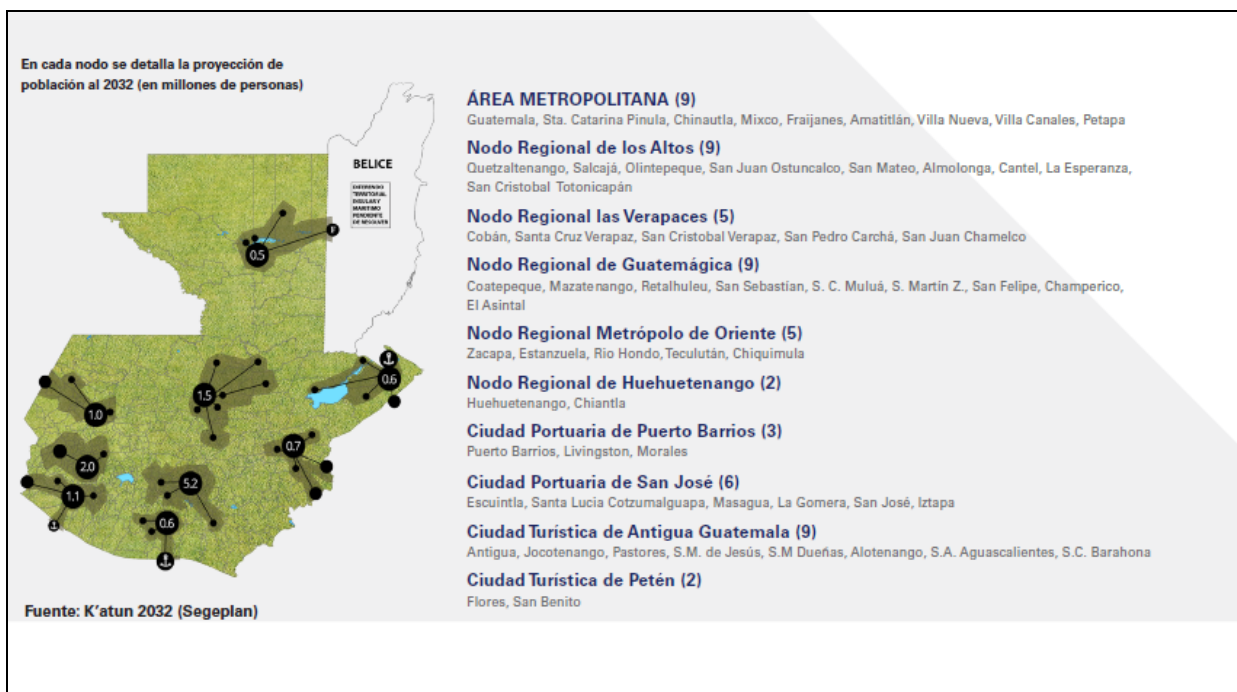 En cada nodo se detalla la proyección de
población al 2032 (en millones de personas)
BELICE
DIFERENDO
TERRITORIAL
INSULAR Y
MARÍTIMO
PENDIENTE
DE RESOLVER
0.5
F
1.5
0.6
1.0
0.7
2.0
5.2
1.1
0.6
Fuente: K’atun 2032 (Segeplan)
ÁREA METROPOLITANA (9)
Guatemala, Sta. Catarina Pinula, Chinautla, Mixco, Fraijanes, Amatitlán, Villa Nueva, Villa Canales, Petapa
Nodo Regional de los Altos (9)
Quetzaltenango, Salcajá, Olintepeque, San Juan Ostuncalco, San Mateo, Almolonga, Cantel, La Esperanza,
San Cristobal Totonicapán
Nodo Regional las Verapaces (5)
Cobán, Santa Cruz Verapaz, San Cristobal Verapaz, San Pedro Carchá, San Juan Chamelco
Nodo Regional de Guatemágica (9)
Coatepeque, Mazatenango, Retalhuleu, San Sebastían, S. C. Muluá, S. Martín Z., San Felipe, Champerico,
El Asintal
Nodo Regional Metrópolo de Oriente (5)
Zacapa, Estanzuela, Rio Hondo, Teculután, Chiquimula
Nodo Regional de Huehuetenango (2)
Huehuetenango, Chiantla
Ciudad Portuaria de Puerto Barrios (3)
Puerto Barrios, Livingston, Morales
Ciudad Portuaria de San José (6)
Escuintla, Santa Lucia Cotzumalguapa, Masagua, La Gomera, San José, Iztapa
Ciudad Turística de Antigua Guatemala (9)
Antigua, Jocotenango, Pastores, S.M. de Jesús, S.M Dueñas, Alotenango, S.A. Aguascalientes, S.C. Barahona
Ciudad Turística de Petén (2)
Flores, San Benito